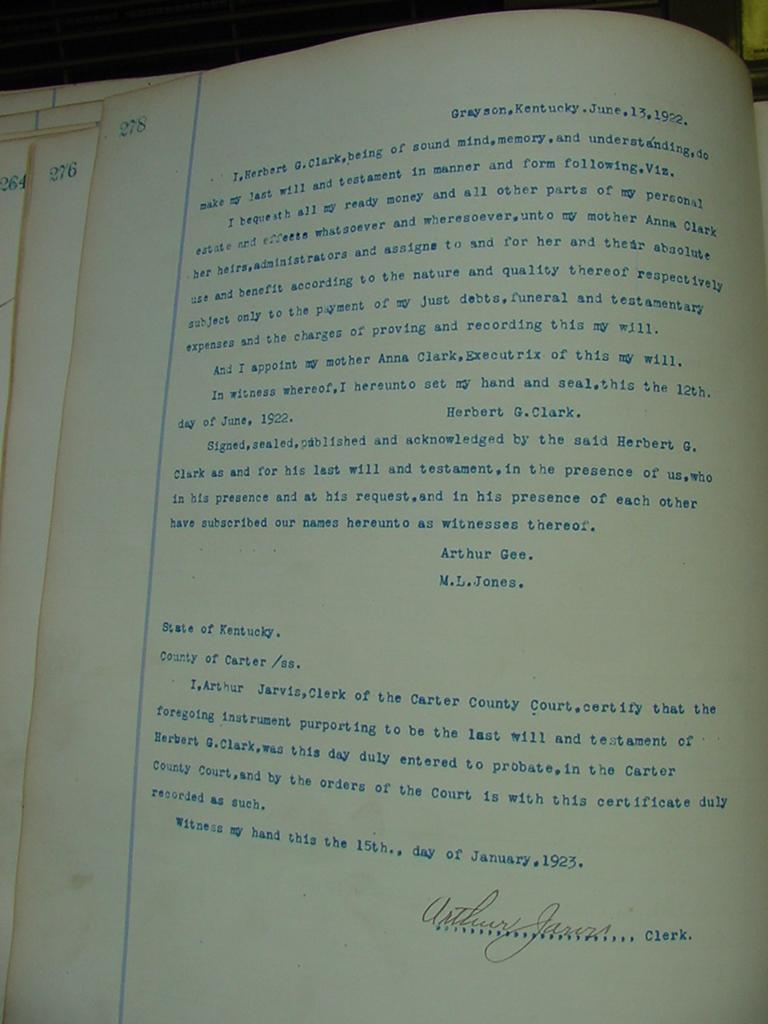 278
276
264
Grayson,Kentucky.June,13,1922.
I,Herbert G.Clark,being of sound mind,memory,and understanding,do
make my last will and testament in manner and form following,Viz.
I bequeath all my ready money and all other parts of my personal
estate and effects whatsoever and wheresoever,unto my mother Anna Clark
her heirs,administrators and assigns to and for her and their absolute
use and benefit according to the nature and quality thereof respectively
subject only to the payment of my just debts,funeral and testamentary
expenses and the charges of proving and recording this my will.
And I appoint my mother Anna Clark,Executrix of this my will.
In witness whereof,I hereunto set my hand and seal,this the 12th.
day of June, 1922. Herbert G.Clark.
Signed,sealed,published and acknowledged by the said Herbert G.
Clark as and for his last will and testament,in the presence of us,who
in his presence and at his request,and in his presence of each other
have subscribed our names hereunto as witnesses thereof.
Arthur Gee.
M.L.Jones.
State of Kentucky.
County of Carter /ss.
I,Arthur Jarvis,Clerk of the Carter County Court,certify that the
foregoing instrument purporting to be the last will and testament of
Herbert G.Clark,was this day duly entered to probate,in the Carter
County Court,and by the orders of the Court is with this certificate duly
recorded as such.
Witness my hand this the 15th., day of January,1923.
Arthur Jarvis, Clerk.